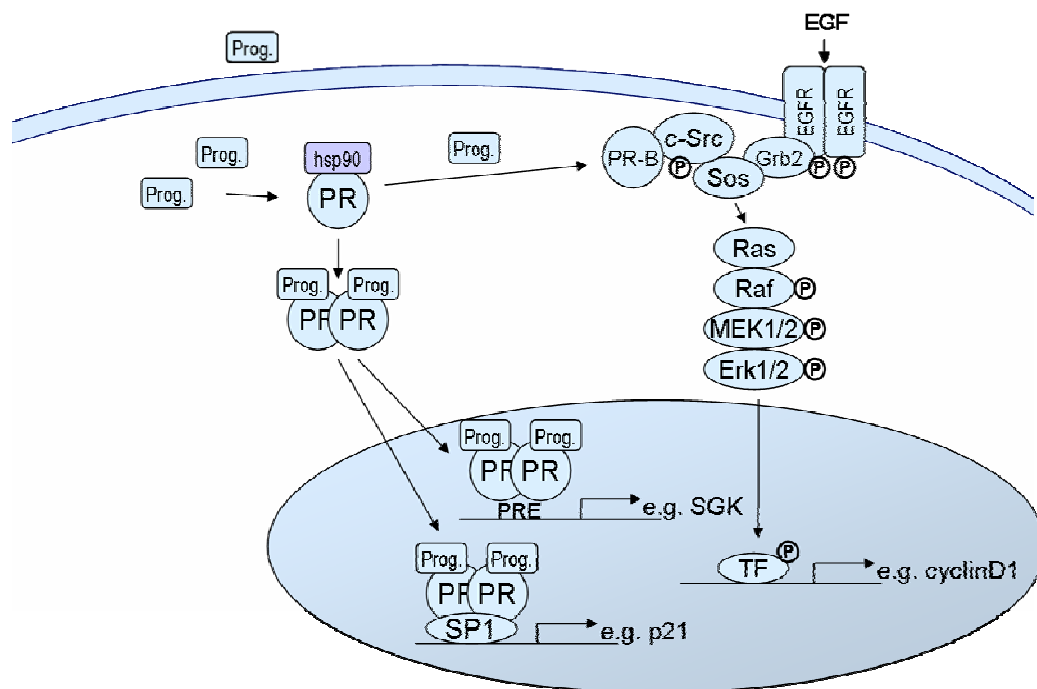 EGF
Prog.
EGFR EGFR
Prog.
hsp90
Prog.
PR-B
c-Src
P
Sos
Grb2
P P
Prog.
PR
Ras
Prog. Prog.
PR PR
Raf P
MEK1/2 P
Erk1/2 P
Prog. Prog.
PR PR
PRE
e.g. SGK
Prog. Prog.
PR PR
SP1
e.g. p21
P
TF
e.g. cyclinD1